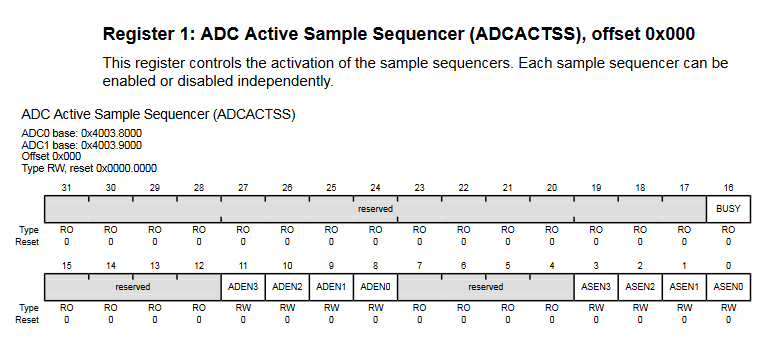 Register 1: ADC Active Sample Sequencer (ADCACTSS), offset 0x000
This register controls the activation of the sample sequencers. Each sample sequencer can be
enabled or disabled independently.
ADC Active Sample Sequencer (ADCACTSS)
ADC0 base: 0x4003.8000
ADC1 base: 0x4003.9000
Offset 0x000
Type RW, reset 0x0000.0000
31 30 29 28 27 26 25 24 23 22 21 20 19 18 17 16
reserved BUSY
Type RO RO RO RO RO RO RO RO RO RO RO RO RO RO RO RO
Reset 0 0 0 0 0 0 0 0 0 0 0 0 0 0 0 0
15 14 13 12 11 10 9 8 7 6 5 4 3 2 1 0
reserved ADEN3 ADEN2 ADEN1 ADEN0 reserved ASEN3 ASEN2 ASEN1 ASEN0
Type RO RO RO RO RW RW RW RW RO RO RO RO RW RW RW RW
Reset 0 0 0 0 0 0 0 0 0 0 0 0 0 0 0 0